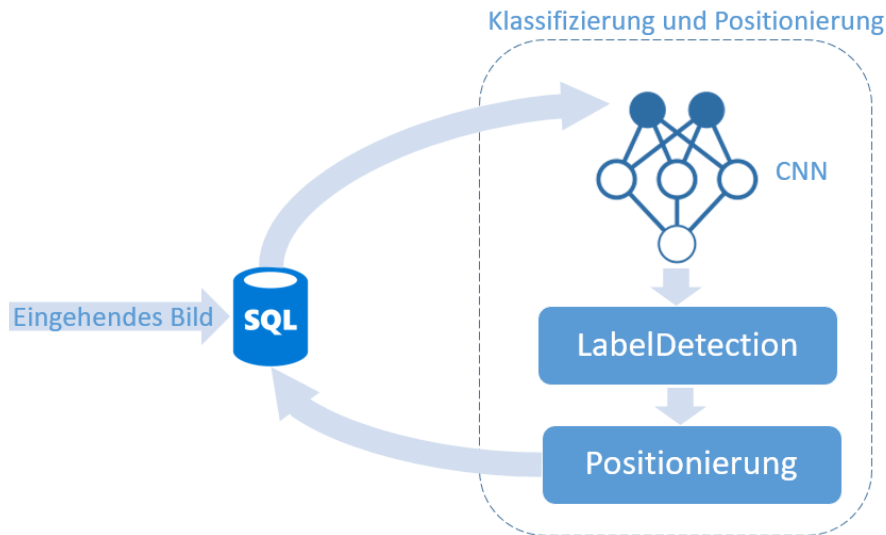 Klassifizierung und Positionierung
CNN
Eingehendes Bild
SQL
LabelDetection
Positionierung